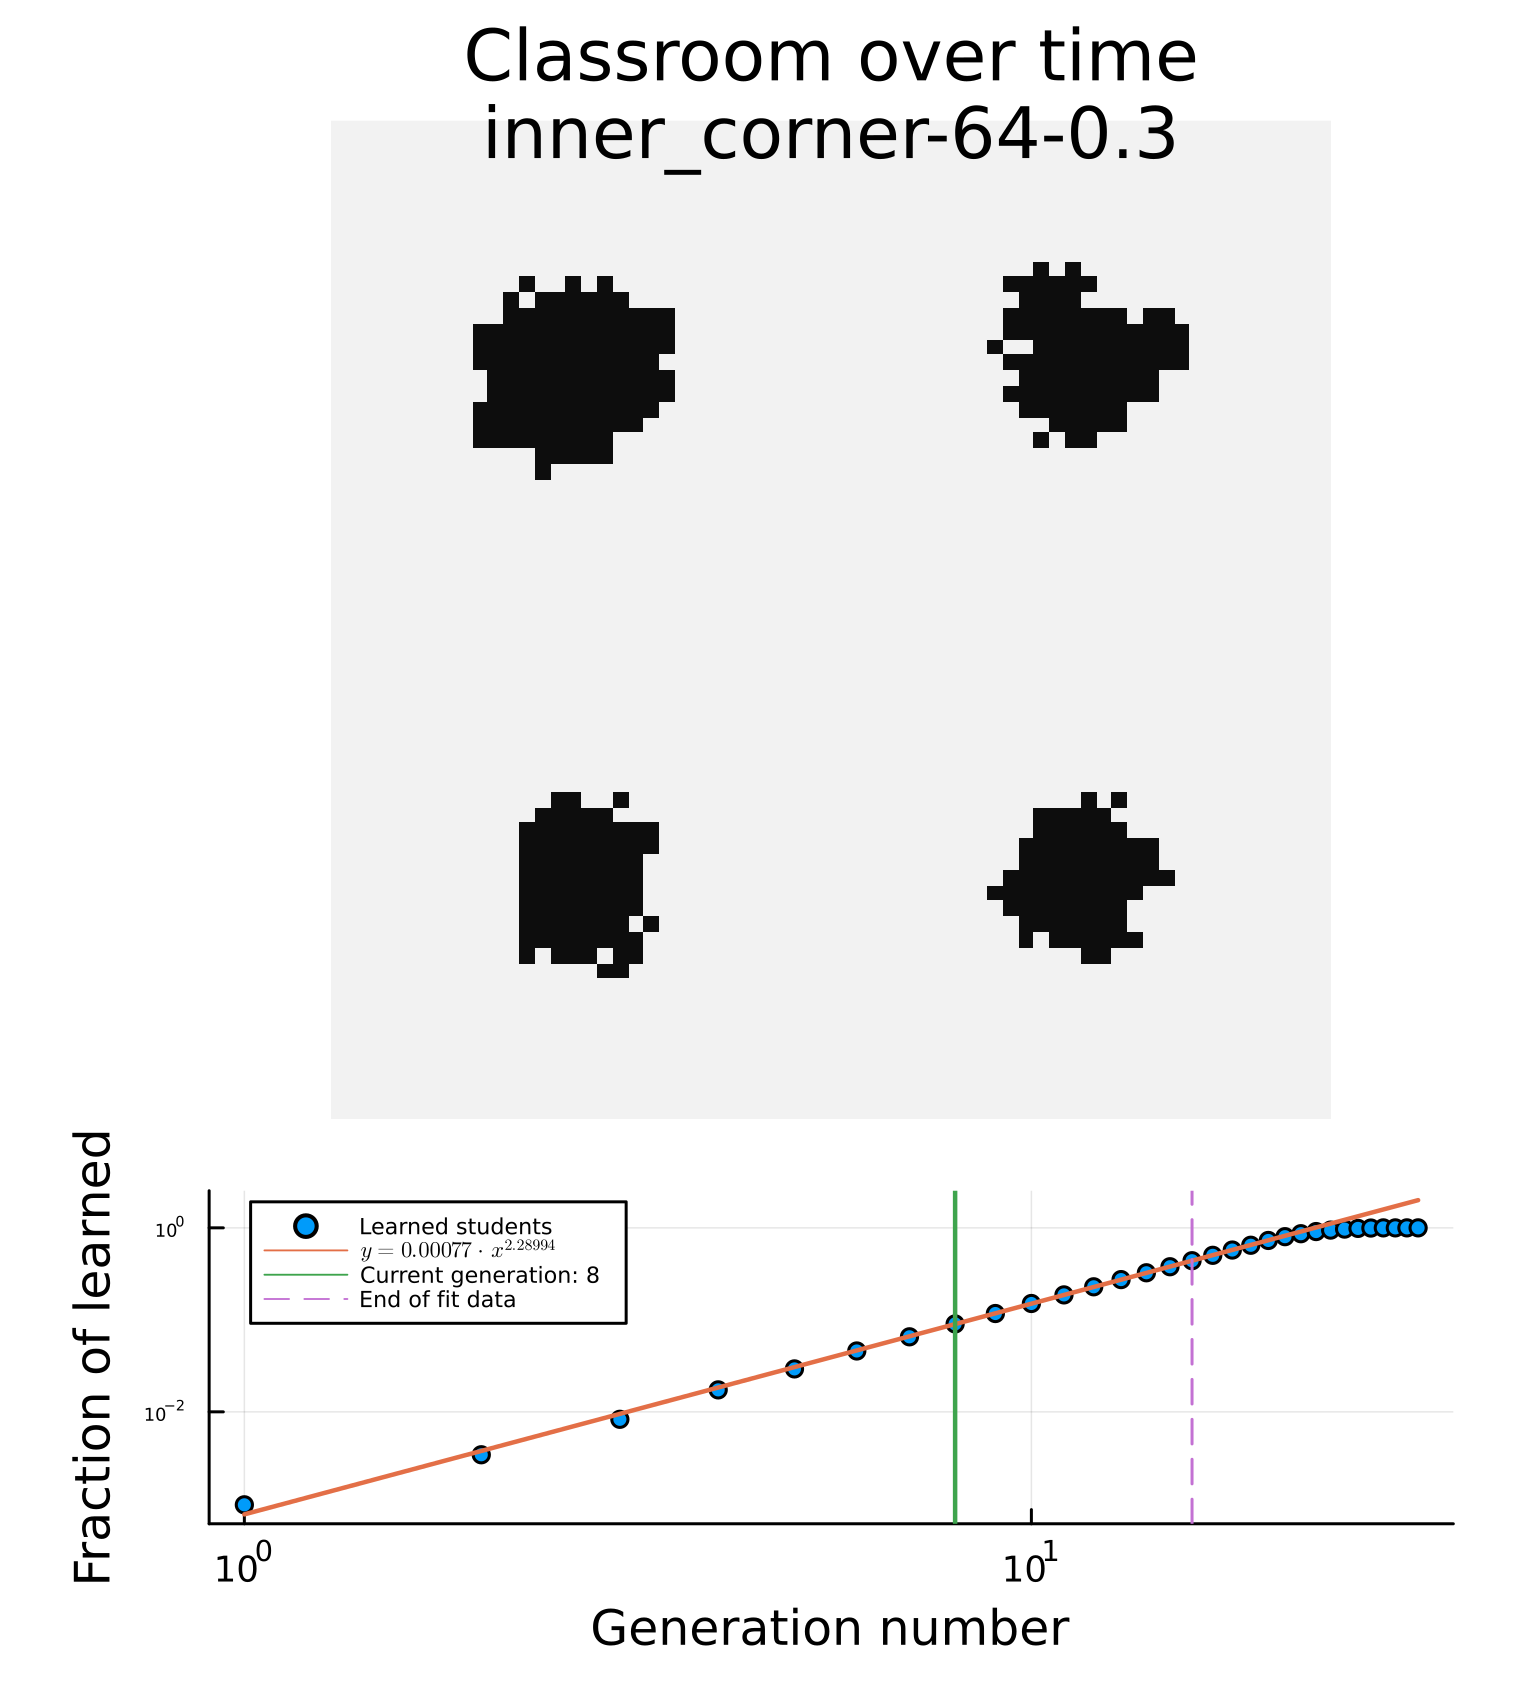 Classroom over time
inner_corner-64-0.3
Fraction of learned
10^0
10^-2
Learned students
y = 0.00077 · x^2.28994
Current generation: 8
End of fit data
10^0
10^1
Generation number